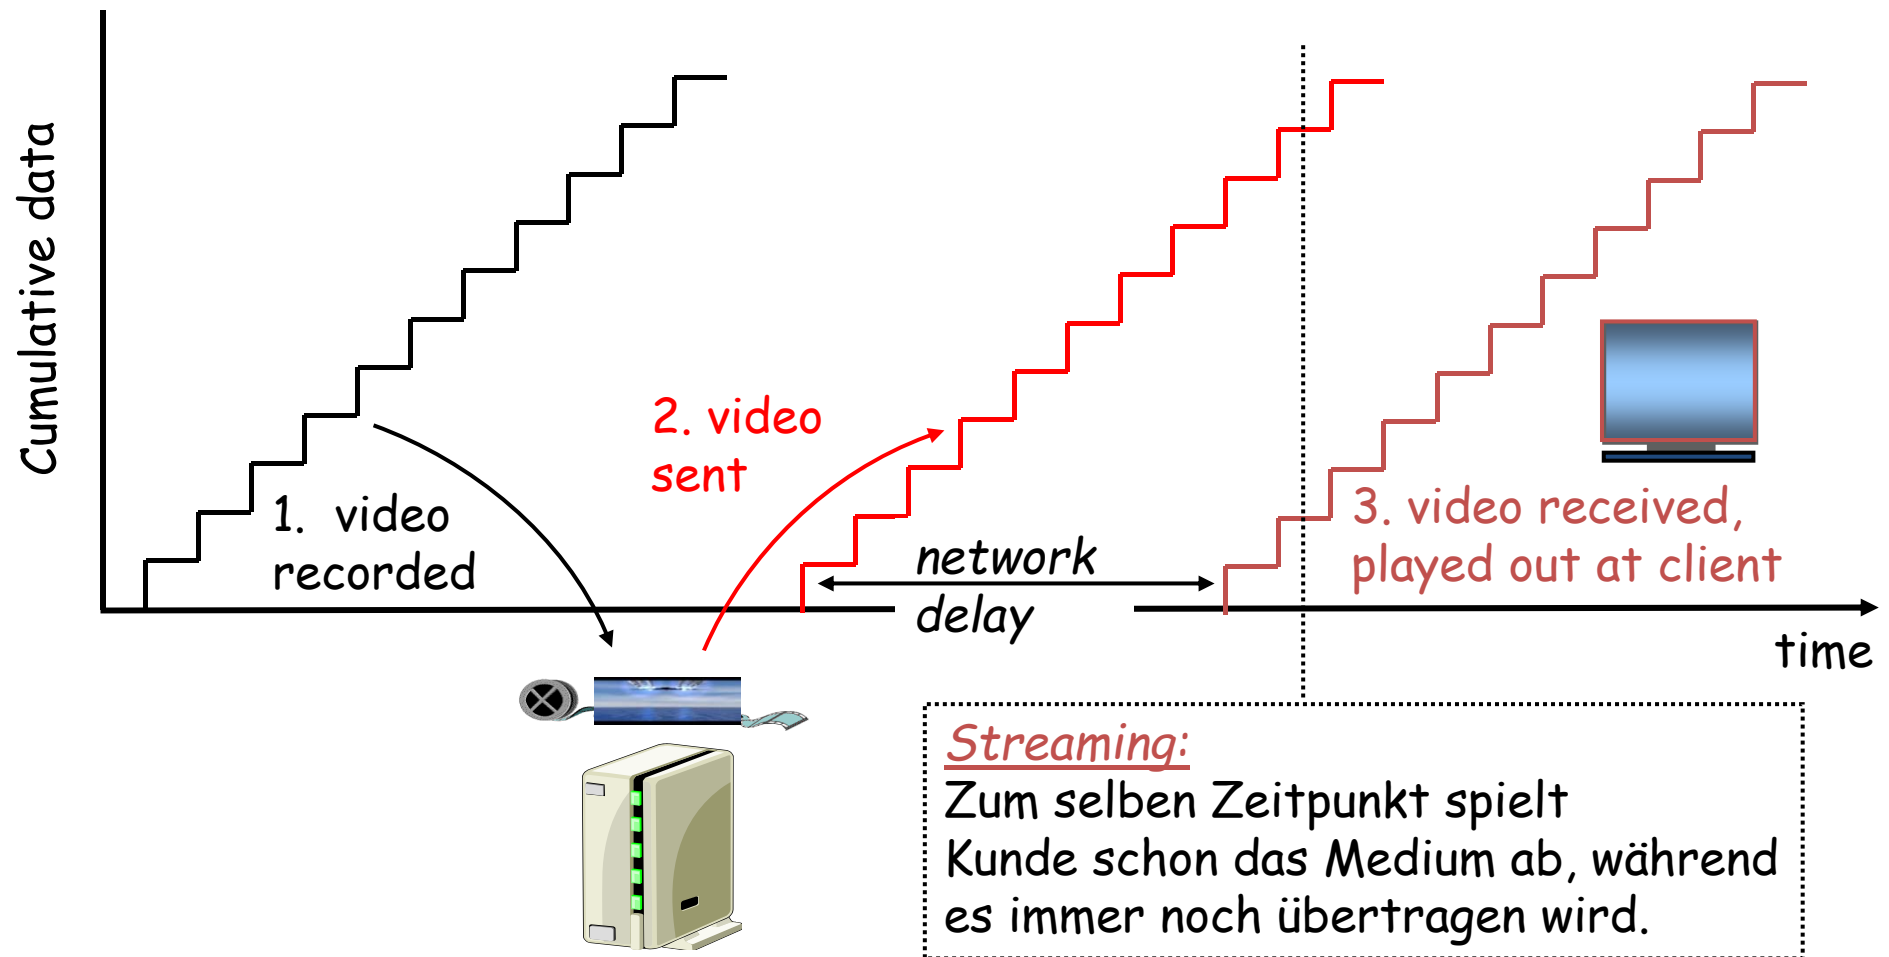 Cumulative data
1. video
recorded
2. video
sent
network
delay
3. video received,
played out at client
time
Streaming:
Zum selben Zeitpunkt spielt
Kunde schon das Medium ab, während
es immer noch übertragen wird.